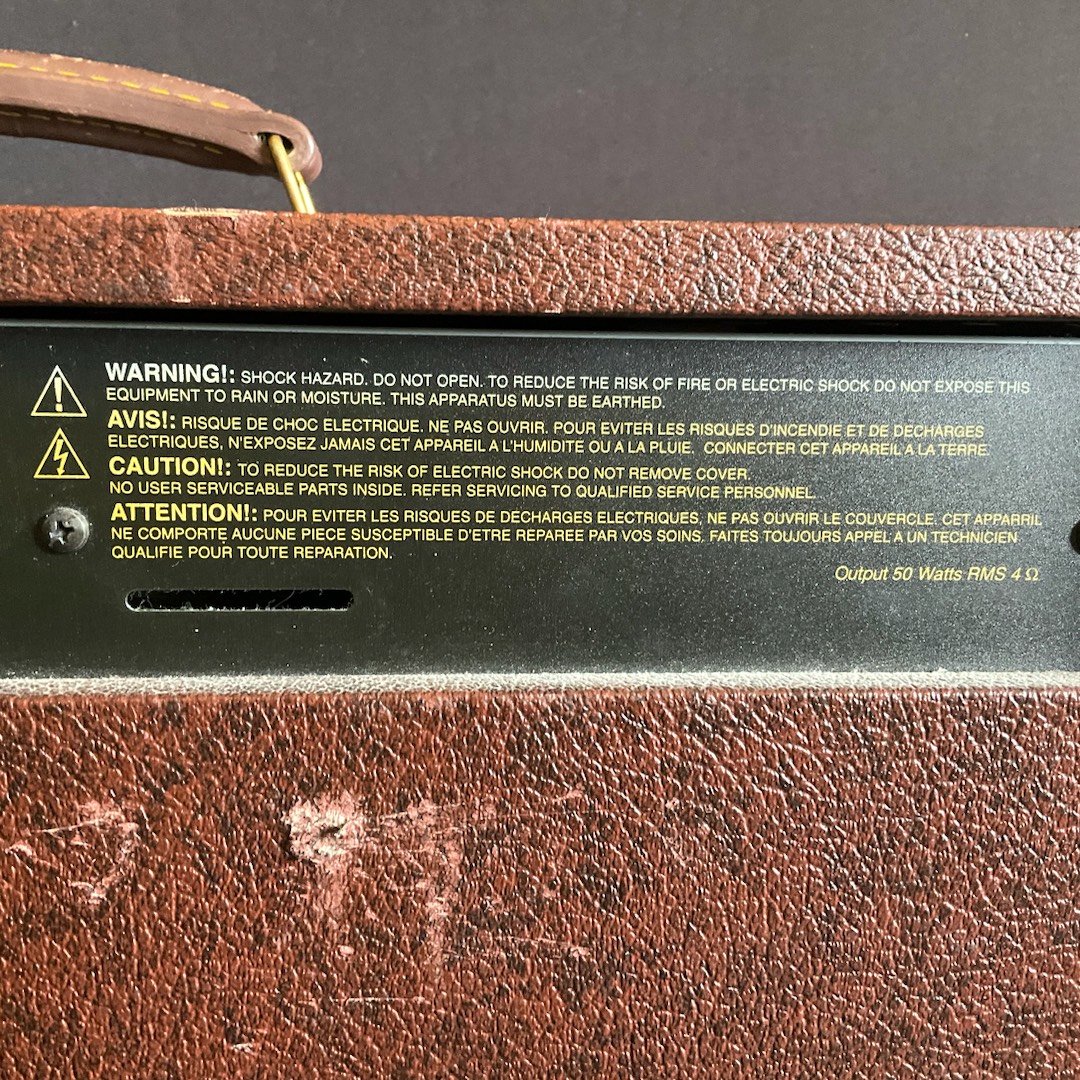 WARNING!: SHOCK HAZARD. DO NOT OPEN. TO REDUCE THE RISK OF FIRE OR ELECTRIC SHOCK DO NOT EXPOSE THIS
EQUIPMENT TO RAIN OR MOISTURE. THIS APPARATUS MUST BE EARTHED.
AVIS!: RISQUE DE CHOC ELECTRIQUE. NE PAS OUVRIR. POUR EVITER LES RISQUES D'INCENDIE ET DE DECHARGES
ELECTRIQUES, N'EXPOSEZ JAMAIS CET APPAREIL A L'HUMIDITE OU A LA PLUIE. CONNECTER CET APPAREIL A LA TERRE.
CAUTION!: TO REDUCE THE RISK OF ELECTRIC SHOCK DO NOT REMOVE COVER.
NO USER SERVICEABLE PARTS INSIDE. REFER SERVICING TO QUALIFIED SERVICE PERSONNEL.
ATTENTION!: POUR EVITER LES RISQUES DE DECHARGES ELECTRIQUES, NE PAS OUVRIR LE COUVERCLE. CET APPARRIL
NE COMPORTE AUCUNE PIECE SUSCEPTIBLE D'ETRE REPAREE PAR VOS SOINS, FAITES TOUJOURS APPEL A UN TECHNICIEN
QUALIFIE POUR TOUTE REPARATION.
Output 50 Watts RMS 4 Ω